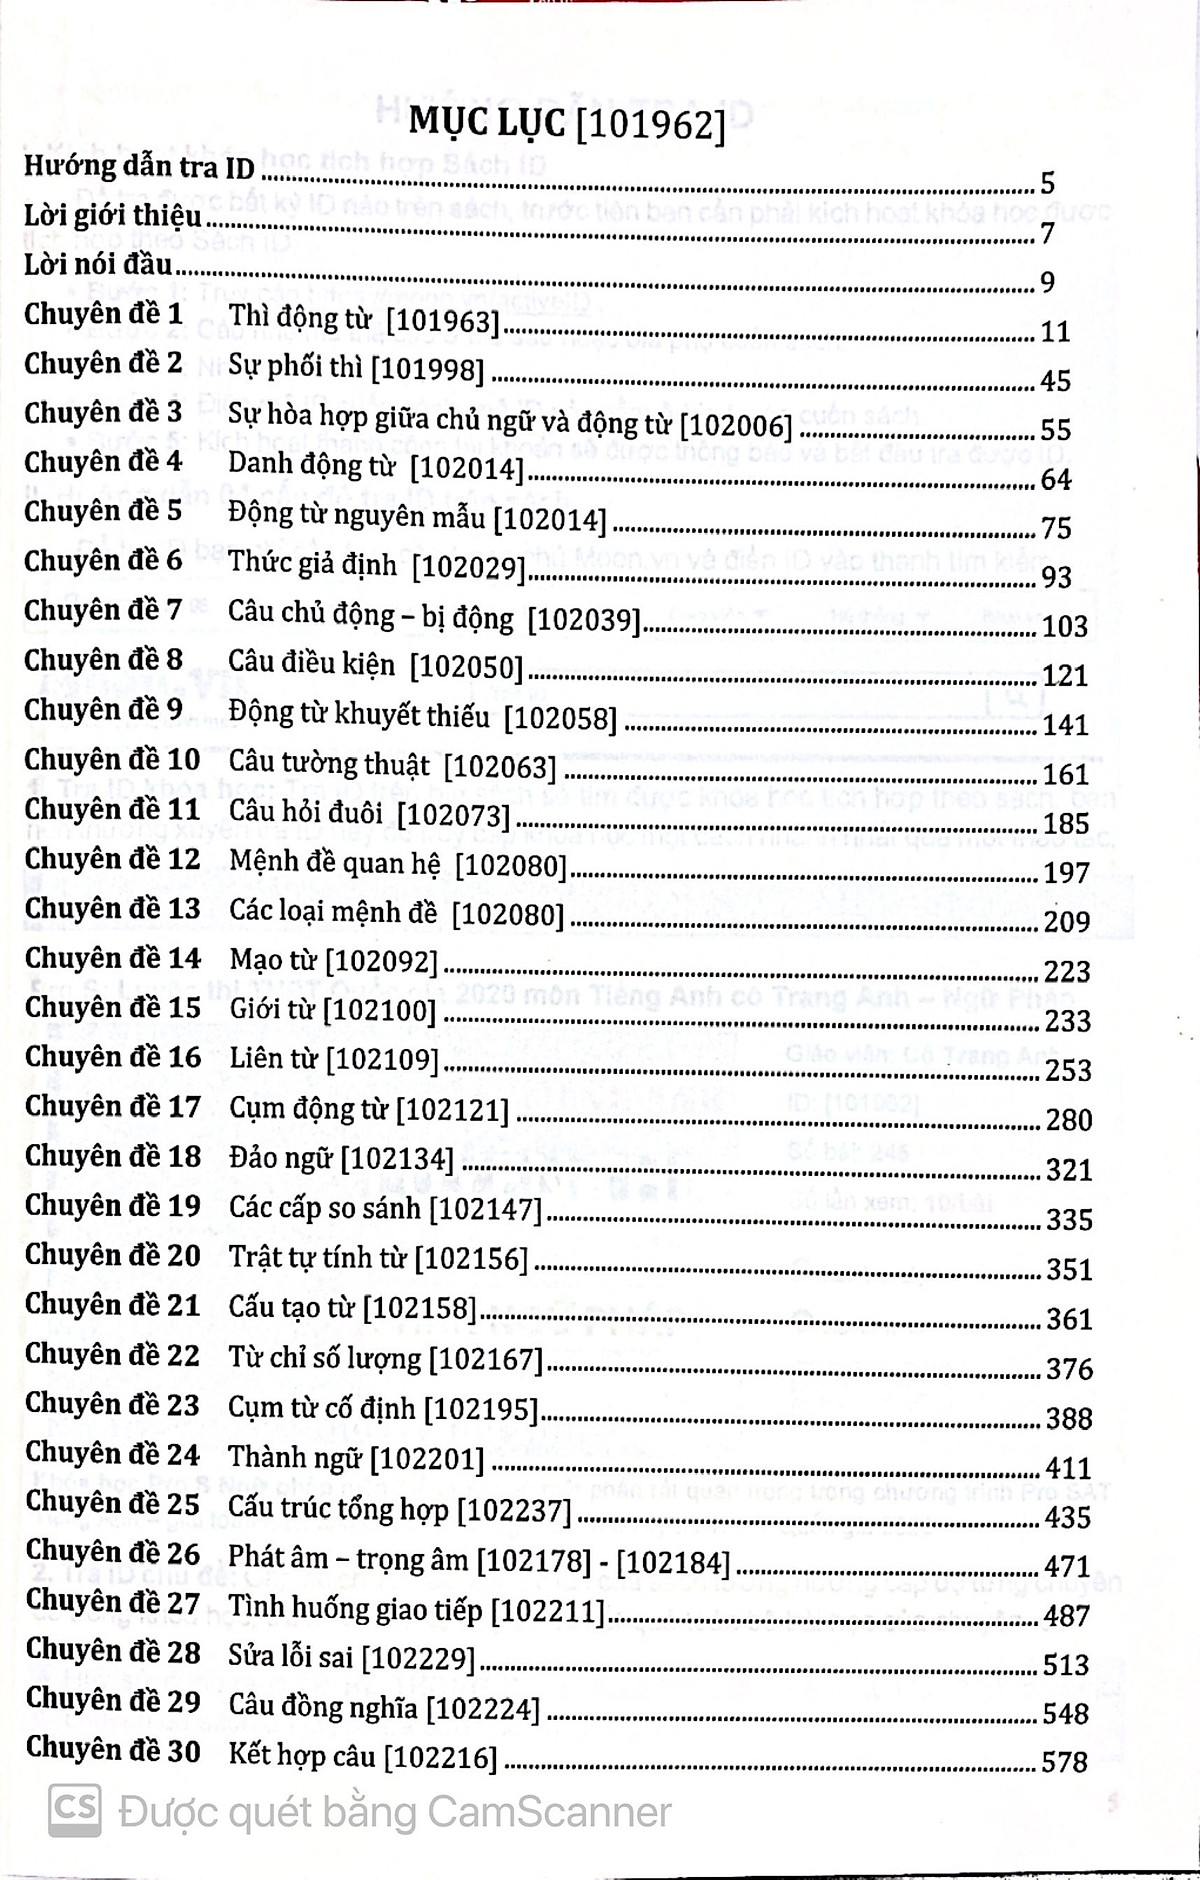 MỤC LỤC [101962]
Hướng dẫn tra ID 5
Lời giới thiệu 7
Lời nói đầu 9
Chuyên đề 1 Thì động từ [101963] 11
Chuyên đề 2 Sự phối thì [101998] 45
Chuyên đề 3 Sự hòa hợp giữa chủ ngữ và động từ [102006] 55
Chuyên đề 4 Danh động từ [102014] 64
Chuyên đề 5 Động từ nguyên mẫu [102014] 75
Chuyên đề 6 Thức giả định [102029] 93
Chuyên đề 7 Câu chủ động – bị động [102039] 103
Chuyên đề 8 Câu điều kiện [102050] 121
Chuyên đề 9 Động từ khuyết thiếu [102058] 141
Chuyên đề 10 Câu tường thuật [102063] 161
Chuyên đề 11 Câu hỏi đuôi [102073] 185
Chuyên đề 12 Mệnh đề quan hệ [102080] 197
Chuyên đề 13 Các loại mệnh đề [102080] 209
Chuyên đề 14 Mạo từ [102092] 223
Chuyên đề 15 Giới từ [102100] 233
Chuyên đề 16 Liên từ [102109] 253
Chuyên đề 17 Cụm động từ [102121] 280
Chuyên đề 18 Đảo ngữ [102134] 321
Chuyên đề 19 Các cấp so sánh [102147] 335
Chuyên đề 20 Trật tự tính từ [102156] 351
Chuyên đề 21 Cấu tạo từ [102158] 361
Chuyên đề 22 Từ chỉ số lượng [102167] 376
Chuyên đề 23 Cụm từ cố định [102195] 388
Chuyên đề 24 Thành ngữ [102201] 411
Chuyên đề 25 Cấu trúc tổng hợp [102237] 435
Chuyên đề 26 Phát âm – trọng âm [102178] - [102184] 471
Chuyên đề 27 Tình huống giao tiếp [102211] 487
Chuyên đề 28 Sửa lỗi sai [102229] 513
Chuyên đề 29 Câu đồng nghĩa [102224] 548
Chuyên đề 30 Kết hợp câu [102216] 578
CS Được quét bằng CamScanner